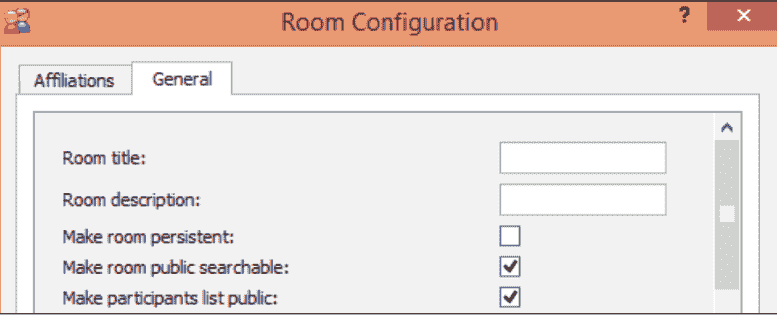 Room Configuration
?
Affiliations General
Room title:
Room description:
Make room persistent:
Make room public searchable:
Make participants list public: